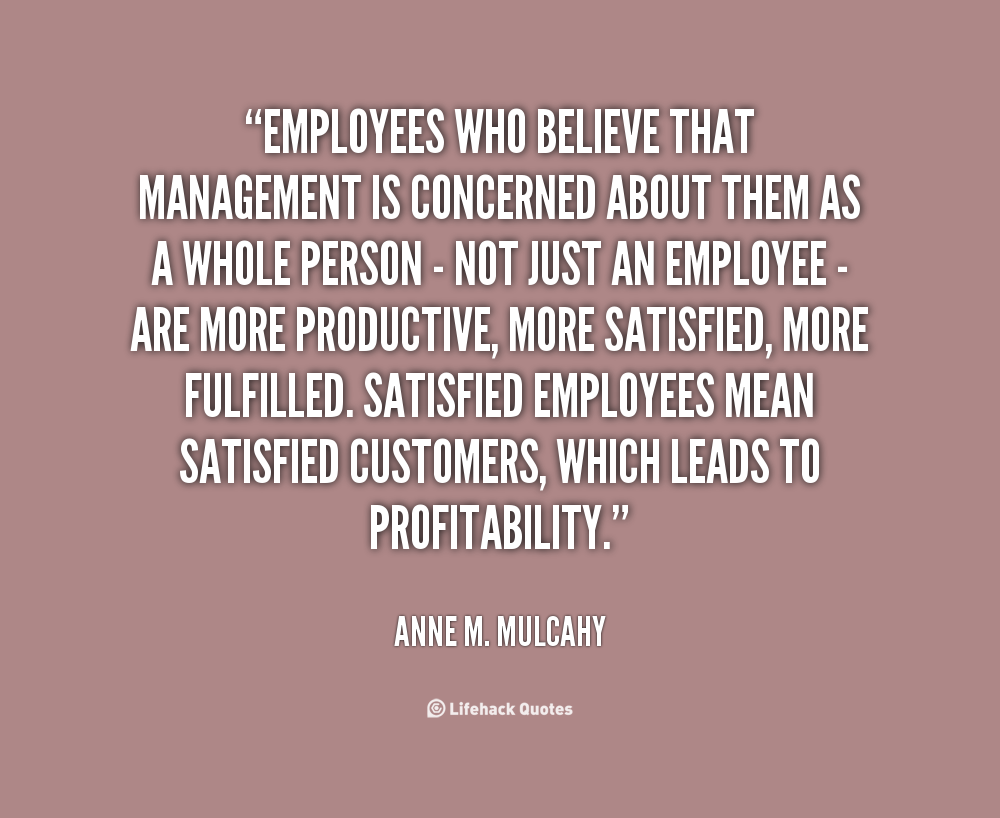 “EMPLOYEES WHO BELIEVE THAT
MANAGEMENT IS CONCERNED ABOUT THEM AS
A WHOLE PERSON - NOT JUST AN EMPLOYEE -
ARE MORE PRODUCTIVE, MORE SATISFIED, MORE
FULFILLED. SATISFIED EMPLOYEES MEAN
SATISFIED CUSTOMERS, WHICH LEADS TO
PROFITABILITY.”
ANNE M. MULCAHY
Lifehack Quotes